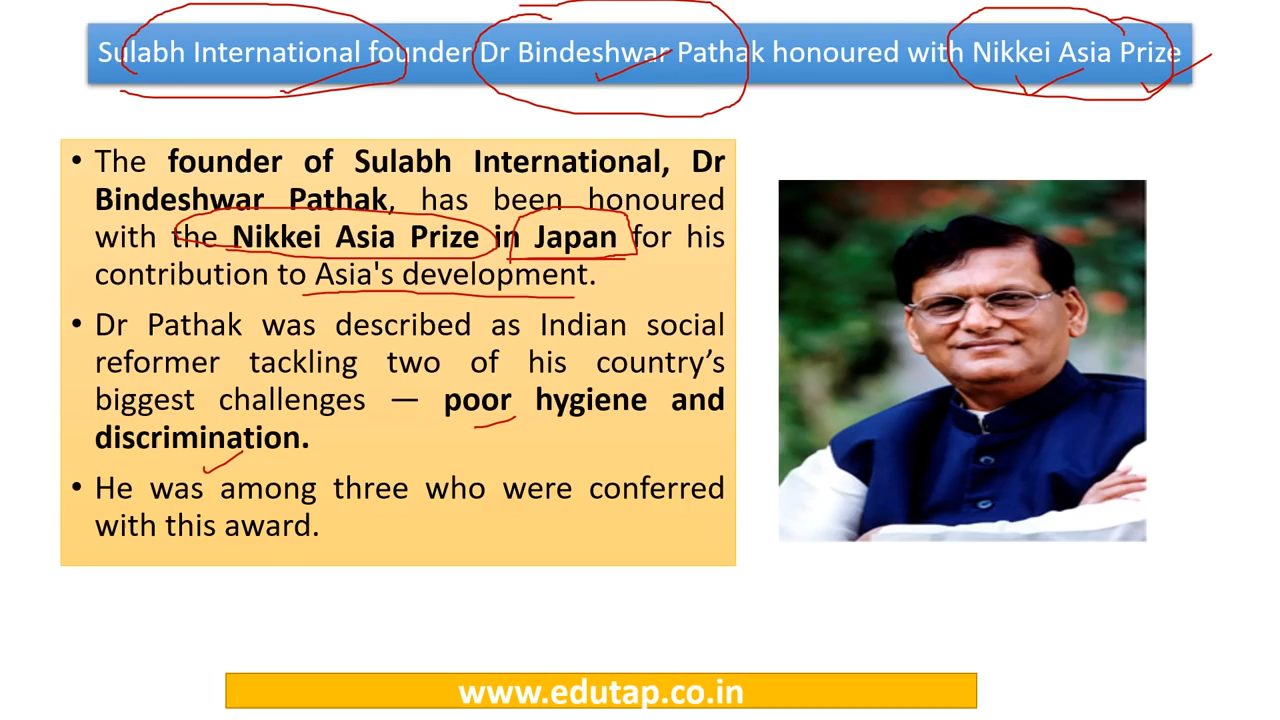 Sulabh International founder Dr Bindeshwar Pathak honoured with Nikkei Asia Prize
• The founder of Sulabh International, Dr
Bindeshwar Pathak, has been honoured
with the Nikkei Asia Prize in Japan for his
contribution to Asia's development.
• Dr Pathak was described as Indian social
reformer tackling two of his country’s
biggest challenges — poor hygiene and
discrimination.
• He was among three who were conferred
with this award.
www.edutap.co.in